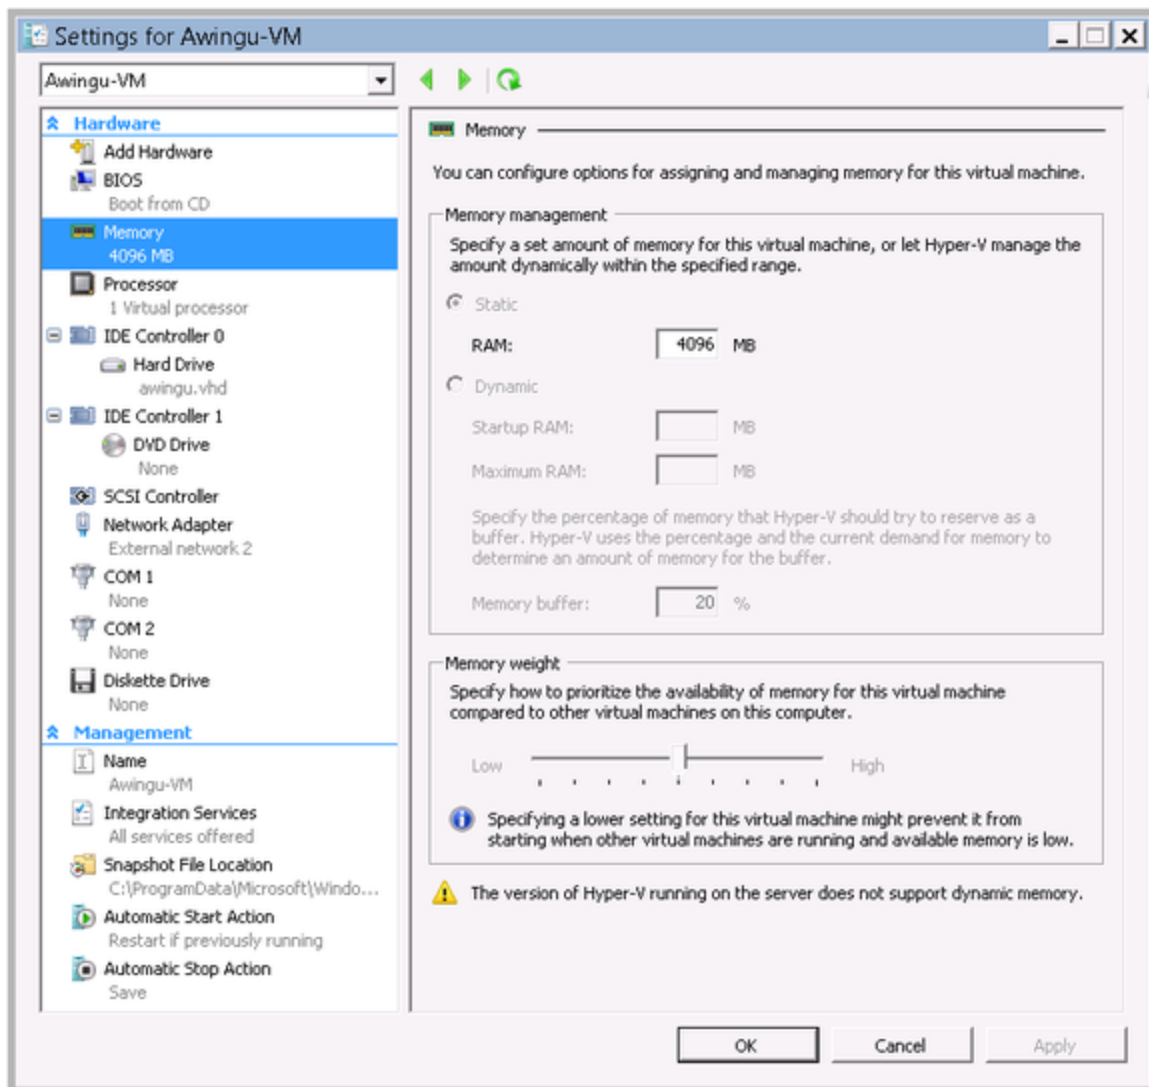 Settings for Awingu-VM
Awingu-VM
Hardware
Add Hardware
BIOS
Boot from CD
Memory
4096 MB
Processor
1 Virtual processor
IDE Controller 0
Hard Drive
awingu.vhd
IDE Controller 1
DVD Drive
None
SCSI Controller
Network Adapter
External network 2
COM 1
None
COM 2
None
Diskette Drive
None
Management
Name
Awingu-VM
Integration Services
All services offered
Snapshot File Location
C:\ProgramData\Microsoft\Windo...
Automatic Start Action
Restart if previously running
Automatic Stop Action
Save
Memory
You can configure options for assigning and managing memory for this virtual machine.
Memory management
Specify a set amount of memory for this virtual machine, or let Hyper-V manage the
amount dynamically within the specified range.
Static
RAM: 4096 MB
Dynamic
Startup RAM: MB
Maximum RAM: MB
Specify the percentage of memory that Hyper-V should try to reserve as a
buffer. Hyper-V uses the percentage and the current demand for memory to
determine an amount of memory for the buffer.
Memory buffer: 20 %
Memory weight
Specify how to prioritize the availability of memory for this virtual machine
compared to other virtual machines on this computer.
Low High
Specifying a lower setting for this virtual machine might prevent it from
starting when other virtual machines are running and available memory is low.
The version of Hyper-V running on the server does not support dynamic memory.
OK Cancel Apply